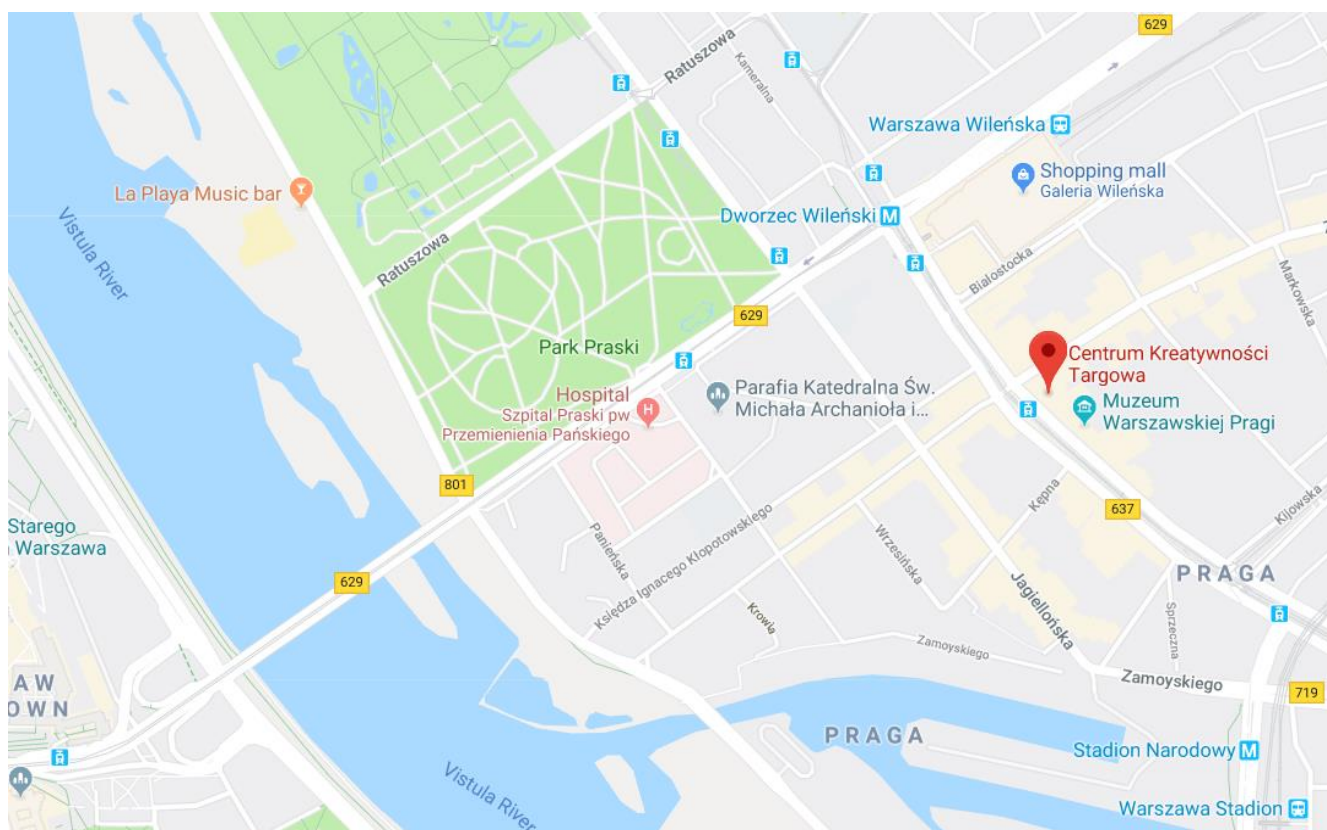 629
Ratuszowa
Kameralna
Warszawa Wileńska
Shopping mall
Galeria Wileńska
La Playa Music bar
Dworzec Wileński M
Vistula River
Ratuszowa
Białostocka
Markowska
629
Park Praski
Centrum Kreatywności
Targowa
Hospital
Szpital Praski pw
Przemienienia Pańskiego
H
Parafia Katedralna Św.
Michała Archanioła i...
Muzeum
Warszawskiej Pragi
801
637
Kępna
Kijowska
Starego
Warszawa
Księdza Ignacego Kłopotowskiego
Wrzesińska
Panieńska
629
PRAGA
Jagiellońska
Krowia
Sprzeczna
Zamoyskiego
Zamoyskiego
719
AW
OWN
PRAGA
Stadion Narodowy M
Vistula River
Warszawa Stadion